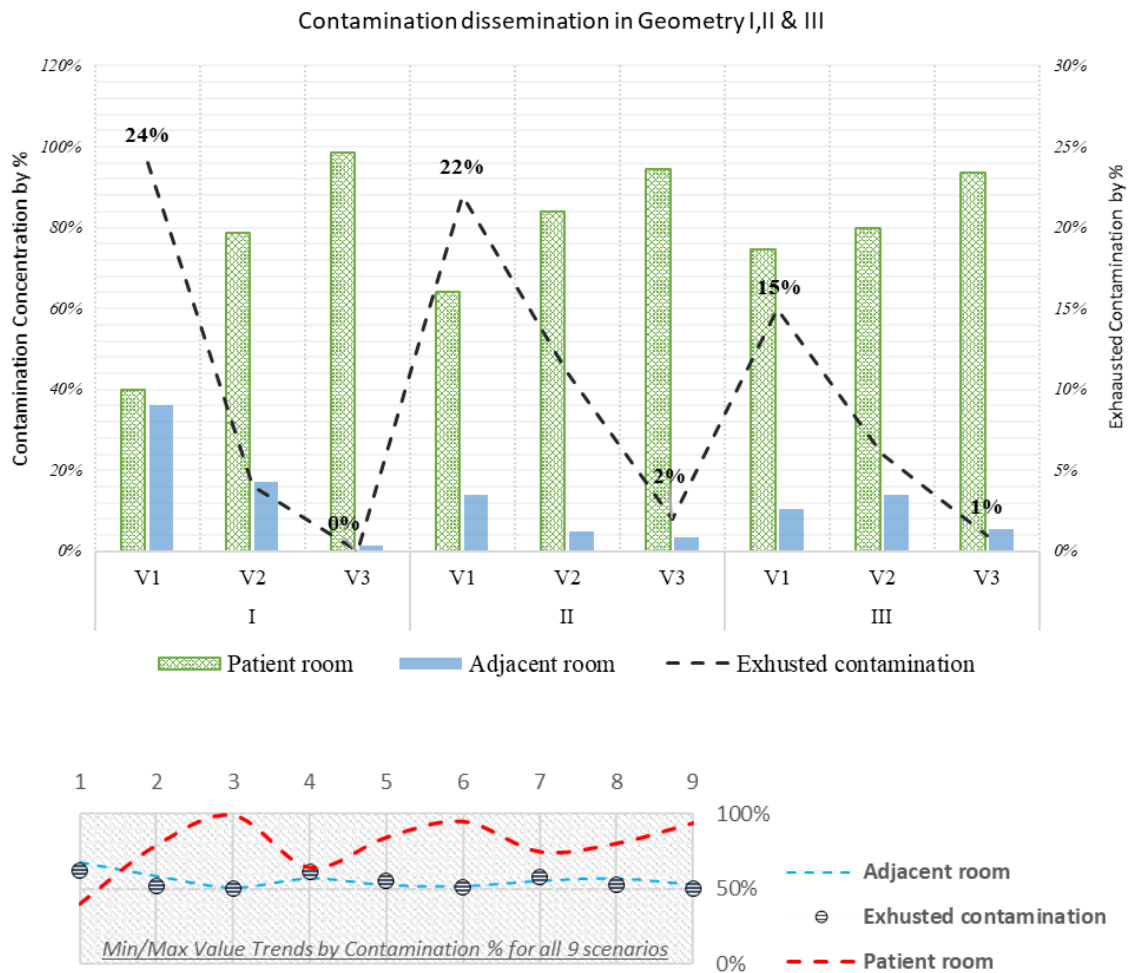 Contamination dissemination in Geometry I,II & III
Contamination Concentration by %
120%
100%
80%
60%
40%
20%
0%
30%
25%
20%
15%
10%
5%
0%
Exhausted Contamination by %
24%
0%
22%
2%
15%
1%
V1 V2 V3 V1 V2 V3 V1 V2 V3
I II III
Patient room Adjacent room Exhusted contamination
1 2 3 4 5 6 7 8 9
100%
50%
0%
Min/Max Value Trends by Contamination % for all 9 scenarios
Adjacent room
Exhusted contamination
Patient room